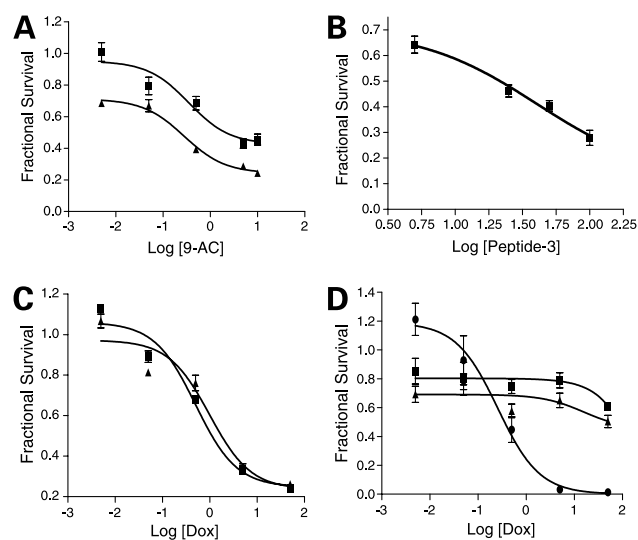 A
Fractional Survival
1.2
1.0
0.8
0.6
0.4
0.2
0.0
-3 -2 -1 0 1 2
Log [9-AC]
B
Fractional Survival
0.7
0.6
0.5
0.4
0.3
0.2
0.1
0.0
0.50 0.75 1.00 1.25 1.50 1.75 2.00 2.25
Log [Peptide-3]
C
Fractional Survival
1.2
1.0
0.8
0.6
0.4
0.2
-3 -2 -1 0 1 2
Log [Dox]
D
Fractional Survival
1.4
1.2
1.0
0.8
0.6
0.4
0.2
0.0
-3 -2 -1 0 1 2
Log [Dox]